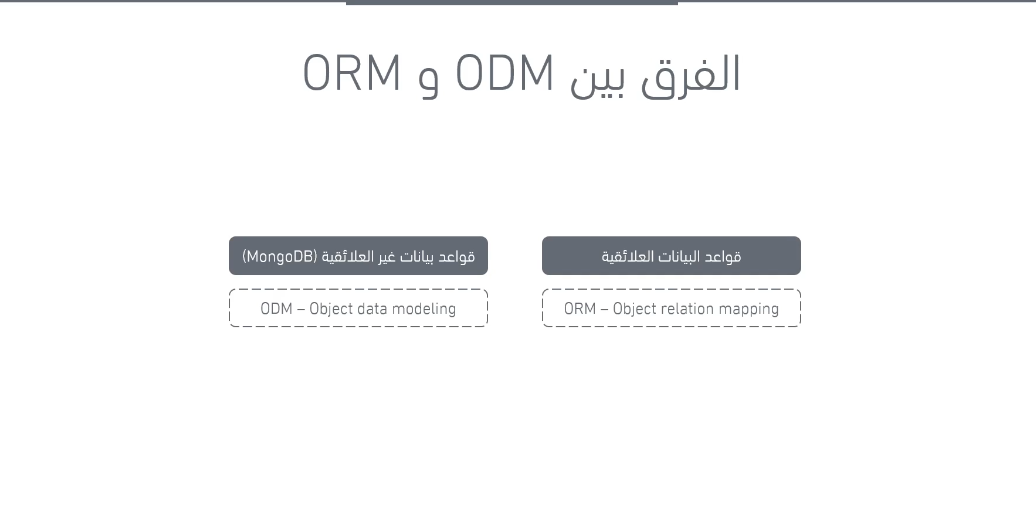 الفرق بين ODM و ORM
قواعد البيانات العلائقية
ORM – Object relation mapping
قواعد بيانات غير العلائقية (MongoDB)
ODM – Object data modeling